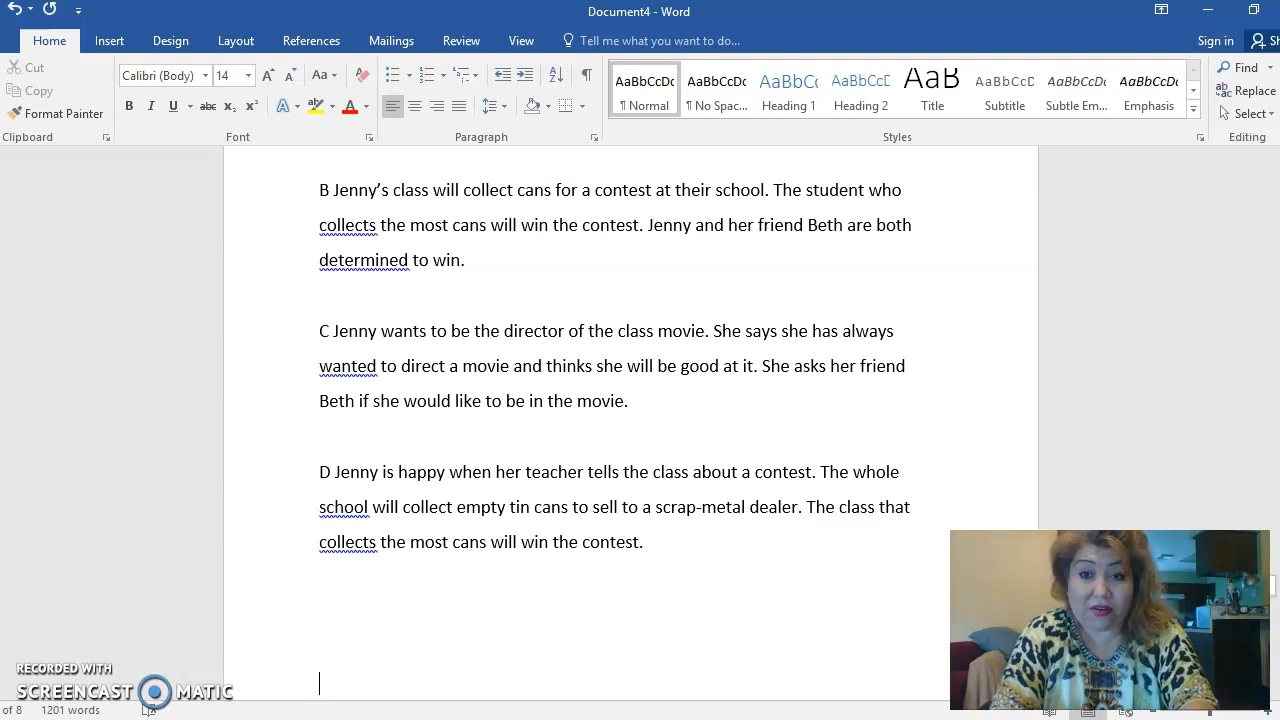 Document4 - Word
Home Insert Design Layout References Mailings Review View Tell me what you want to do... Sign in
Cut
Copy
Format Painter
Calibri (Body) 14 Aa
B I U abc X₂ X² A A
AaBbCcDc AaBbCcDc AaBbCc AaBbCcD AaB AaBbCcD AaBbCcDc AaBbCcDc
¶ Normal ¶ No Spac... Heading 1 Heading 2 Title Subtitle Subtle Em... Emphasis
Find
Replace
Select
Clipboard Font Paragraph Styles Editing
B Jenny’s class will collect cans for a contest at their school. The student who
collects the most cans will win the contest. Jenny and her friend Beth are both
determined to win.
C Jenny wants to be the director of the class movie. She says she has always
wanted to direct a movie and thinks she will be good at it. She asks her friend
Beth if she would like to be in the movie.
D Jenny is happy when her teacher tells the class about a contest. The whole
school will collect empty tin cans to sell to a scrap-metal dealer. The class that
collects the most cans will win the contest.
RECORDED WITH
SCREENCAST MATIC
of 8 1201 words